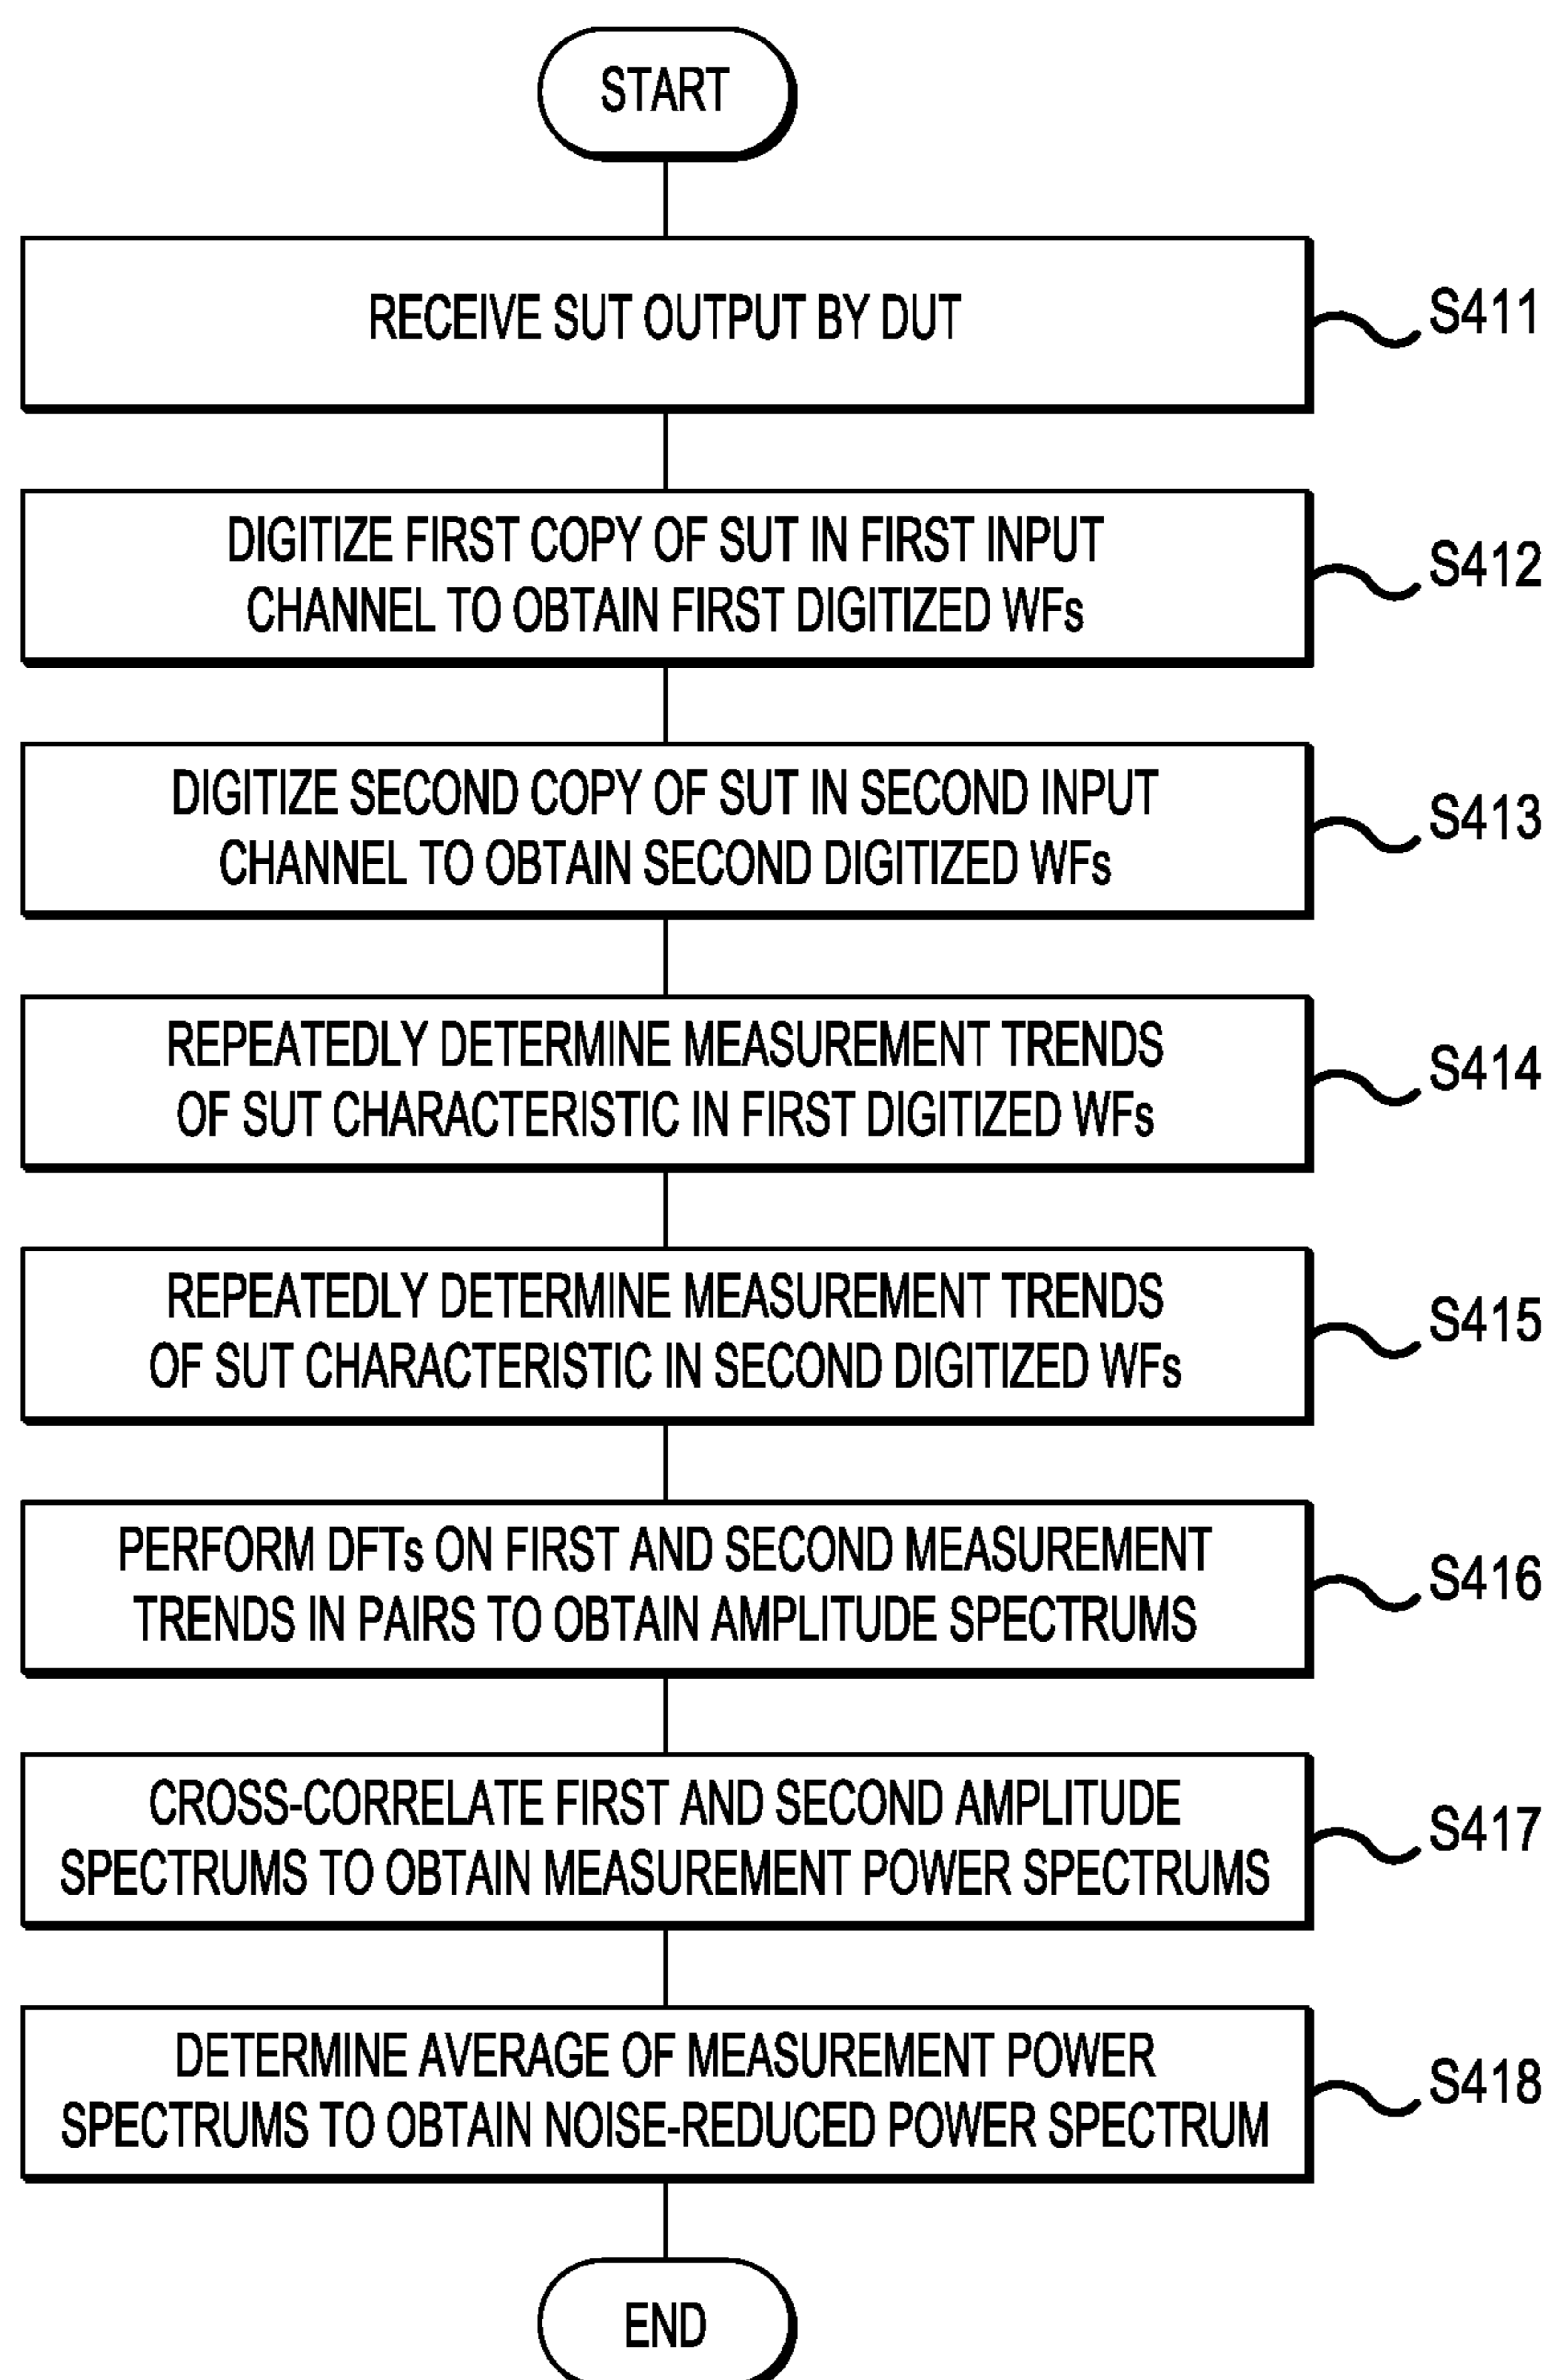 START
RECEIVE SUT OUTPUT BY DUT
S411
DIGITIZE FIRST COPY OF SUT IN FIRST INPUT
CHANNEL TO OBTAIN FIRST DIGITIZED WFs
S412
DIGITIZE SECOND COPY OF SUT IN SECOND INPUT
CHANNEL TO OBTAIN SECOND DIGITIZED WFs
S413
REPEATEDLY DETERMINE MEASUREMENT TRENDS
OF SUT CHARACTERISTIC IN FIRST DIGITIZED WFs
S414
REPEATEDLY DETERMINE MEASUREMENT TRENDS
OF SUT CHARACTERISTIC IN SECOND DIGITIZED WFs
S415
PERFORM DFTs ON FIRST AND SECOND MEASUREMENT
TRENDS IN PAIRS TO OBTAIN AMPLITUDE SPECTRUMS
S416
CROSS-CORRELATE FIRST AND SECOND AMPLITUDE
SPECTRUMS TO OBTAIN MEASUREMENT POWER SPECTRUMS
S417
DETERMINE AVERAGE OF MEASUREMENT POWER
SPECTRUMS TO OBTAIN NOISE-REDUCED POWER SPECTRUM
S418
END